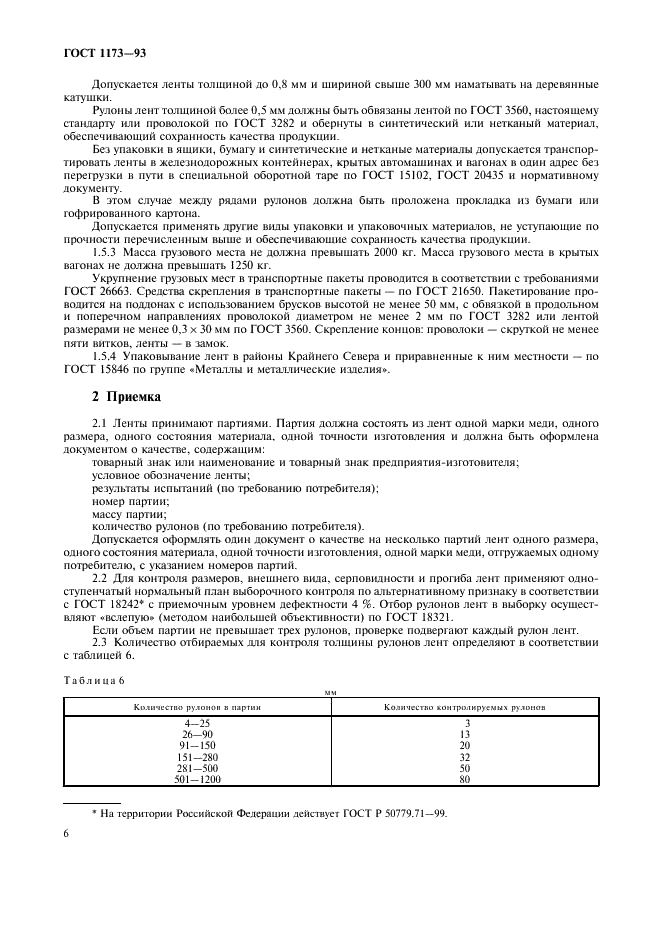 ГОСТ 1173—93
Допускается ленты толщиной до 0,8 мм и шириной свыше 300 мм наматывать на деревянные
катушки.
Рулоны лент толщиной более 0,5 мм должны быть обвязаны лентой по ГОСТ 3560, настоящему
стандарту или проволокой по ГОСТ 3282 и обернуты в синтетический или нетканый материал,
обеспечивающий сохранность качества продукции.
Без упаковки в ящики, бумагу и синтетические и нетканые материалы допускается транспор-
тировать ленты в железнодорожных контейнерах, крытых автомашинах и вагонах в один адрес без
перегрузки в пути в специальной оборотной таре по ГОСТ 15102, ГОСТ 20435 и нормативному
документу.
В этом случае между рядами рулонов должна быть проложена прокладка из бумаги или
гофрированного картона.
Допускается применять другие виды упаковки и упаковочных материалов, не уступающие по
прочности перечисленным выше и обеспечивающие сохранность качества продукции.
1.5.3 Масса грузового места не должна превышать 2000 кг. Масса грузового места в крытых
вагонах не должна превышать 1250 кг.
Укрупнение грузовых мест в транспортные пакеты проводится в соответствии с требованиями
ГОСТ 26663. Средства скрепления в транспортные пакеты — по ГОСТ 21650. Пакетирование про-
водится на поддонах с использованием брусков высотой не менее 50 мм, с обвязкой в продольном
и поперечном направлениях проволокой диаметром не менее 2 мм по ГОСТ 3282 или лентой
размерами не менее 0,3 × 30 мм по ГОСТ 3560. Скрепление концов: проволоки — скруткой не менее
пяти витков, ленты — в замок.
1.5.4 Упаковывание лент в районы Крайнего Севера и приравненные к ним местности — по
ГОСТ 15846 по группе «Металлы и металлические изделия».
2 Приемка
2.1 Ленты принимают партиями. Партия должна состоять из лент одной марки меди, одного
размера, одного состояния материала, одной точности изготовления и должна быть оформлена
документом о качестве, содержащим:
товарный знак или наименование и товарный знак предприятия-изготовителя;
условное обозначение ленты;
результаты испытаний (по требованию потребителя);
номер партии;
массу партии;
количество рулонов (по требованию потребителя).
Допускается оформлять один документ о качестве на несколько партий лент одного размера,
одного состояния материала, одной точности изготовления, одной марки меди, отгружаемых одному
потребителю, с указанием номеров партий.
2.2 Для контроля размеров, внешнего вида, серповидности и прогиба лент применяют одно-
ступенчатый нормальный план выборочного контроля по альтернативному признаку в соответствии
с ГОСТ 18242* с приемочным уровнем дефектности 4 %. Отбор рулонов лент в выборку осущест-
вляют «вслепую» (методом наибольшей объективности) по ГОСТ 18321.
Если объем партии не превышает трех рулонов, проверке подвергают каждый рулон лент.
2.3 Количество отбираемых для контроля толщины рулонов лент определяют в соответствии
с таблицей 6.
Таблица 6
мм
Количество рулонов в партии Количество контролируемых рулонов
4—25 3
26—90 13
91—150 20
151—280 32
281—500 50
501—1200 80
* На территории Российской Федерации действует ГОСТ Р 50779.71—99.
6